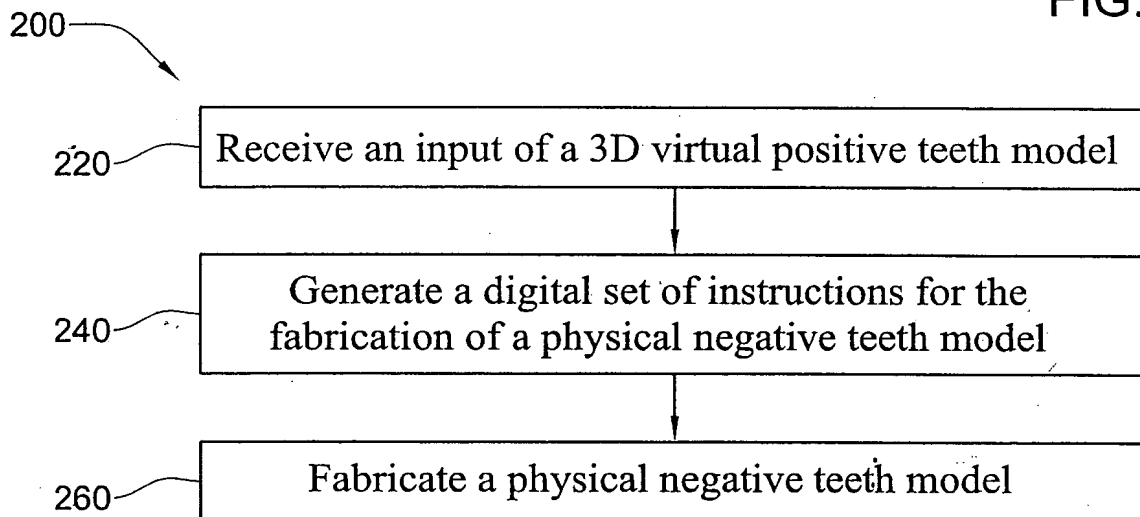 FIG.
200
220
Receive an input of a 3D virtual positive teeth model
240
Generate a digital set of instructions for the
fabrication of a physical negative teeth model
260
Fabricate a physical negative teeth model